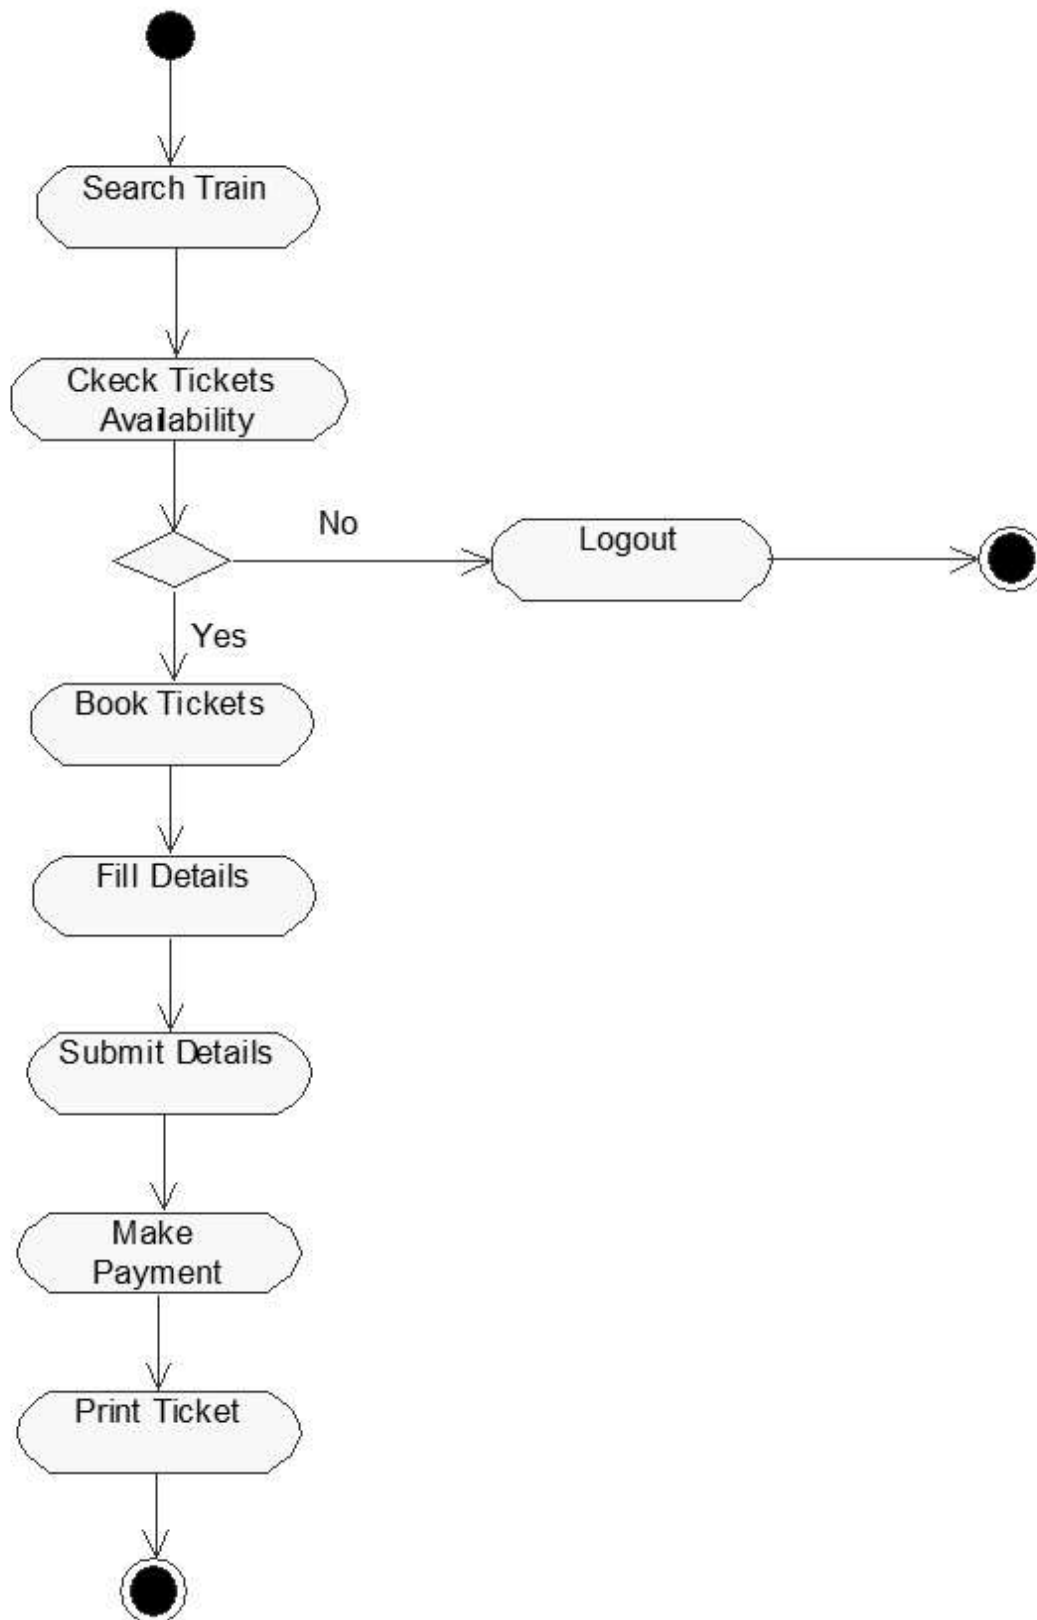 Search Train
Ckeck Tickets
Availability
No
Logout
Yes
Book Tickets
Fill Details
Submit Details
Make
Payment
Print Ticket